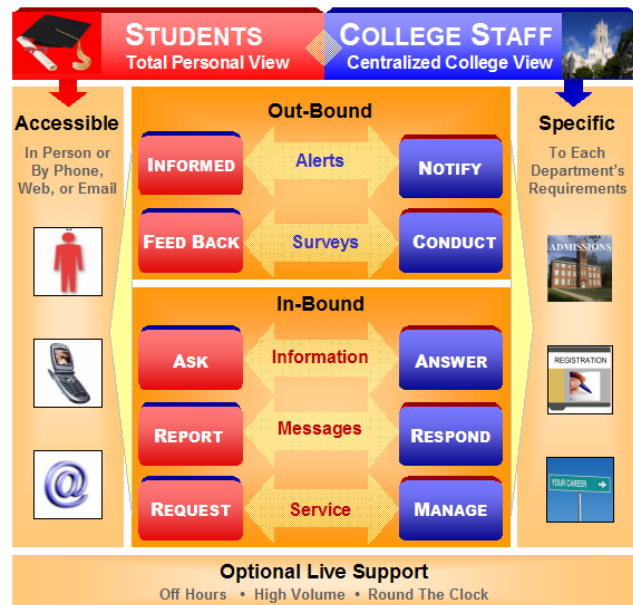 STUDENTS
Total Personal View
COLLEGE STAFF
Centralized College View
Accessible
In Person or
By Phone,
Web, or Email
Out-Bound
INFORMED
Alerts
NOTIFY
FEED BACK
Surveys
CONDUCT
In-Bound
ASK
Information
ANSWER
REPORT
Messages
RESPOND
REQUEST
Service
MANAGE
Specific
To Each
Department's
Requirements
ADMISSIONS
REGISTRATION
YOUR CAREER
Optional Live Support
Off Hours • High Volume • Round The Clock